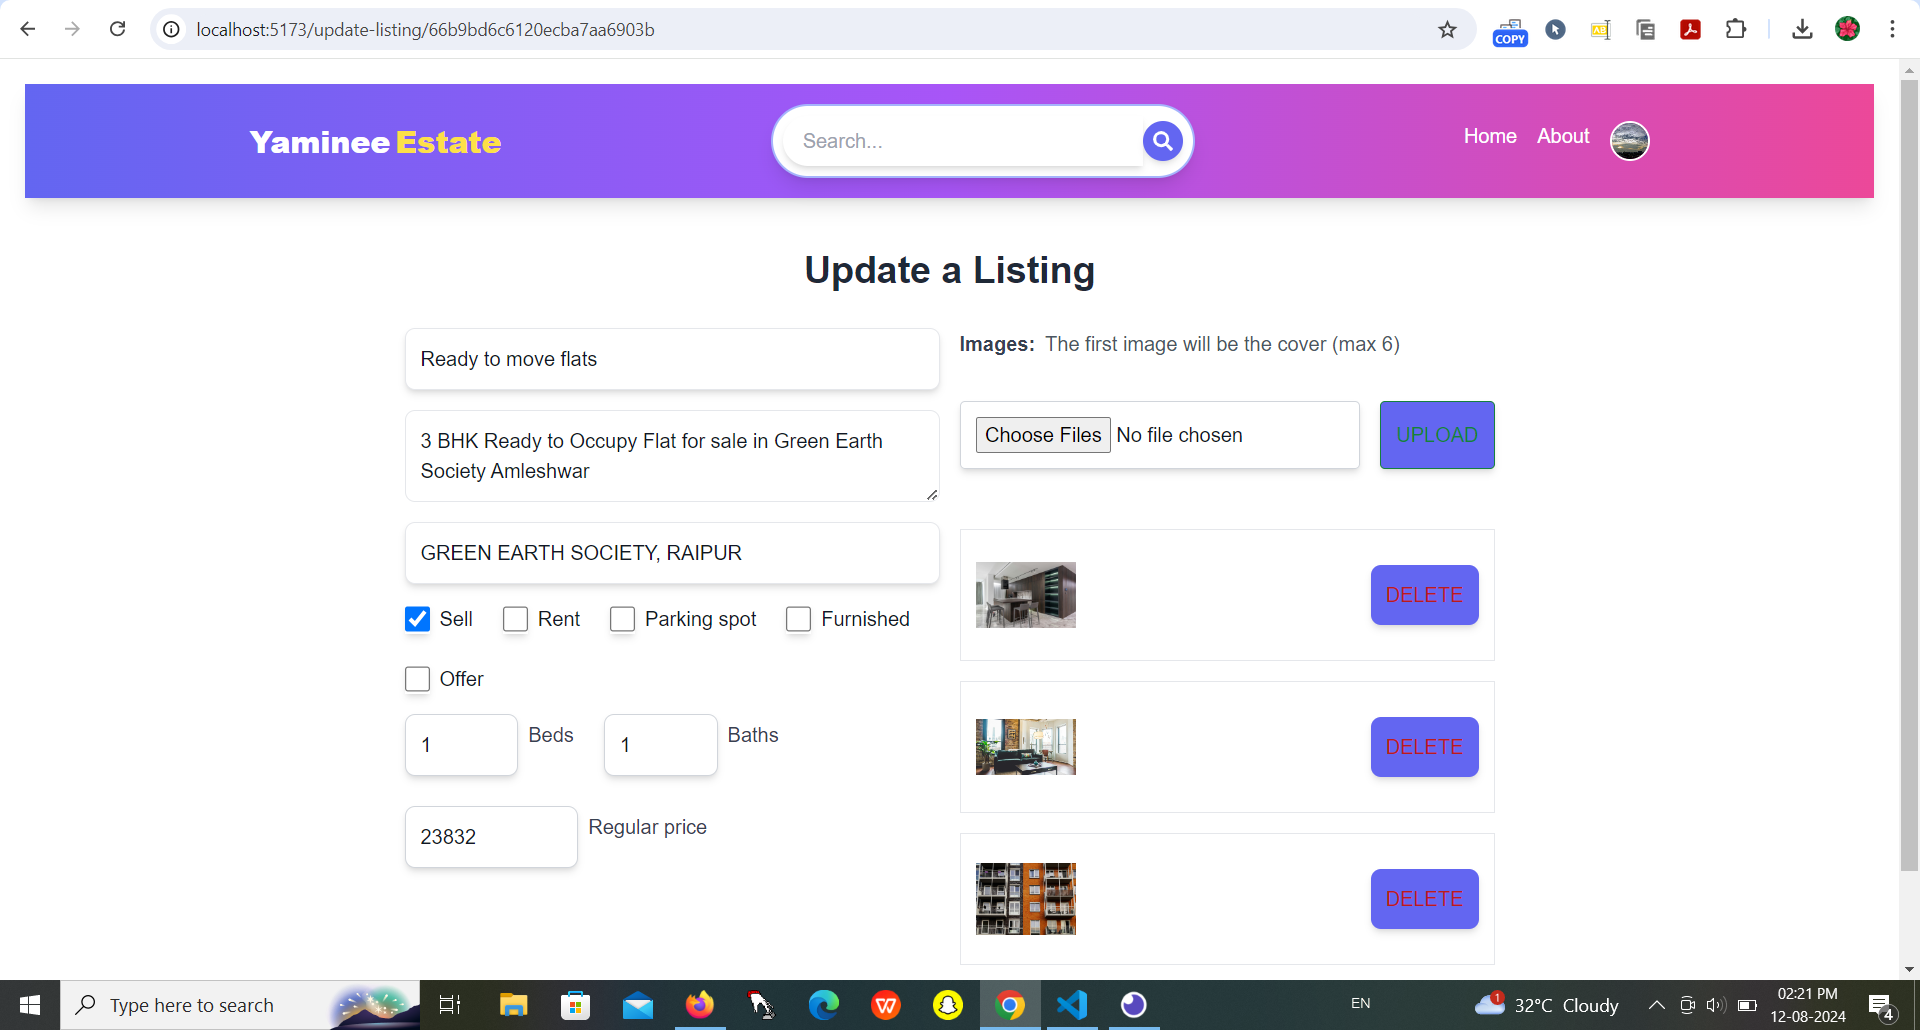 localhost:5173/update-listing/66b9bd6c6120ecba7aa6903b
COPY
Yaminee Estate
Search...
Home About
Update a Listing
Ready to move flats
3 BHK Ready to Occupy Flat for sale in Green Earth
Society Amleshwar
GREEN EARTH SOCIETY, RAIPUR
Sell Rent Parking spot Furnished
Offer
1 Beds 1 Baths
23832 Regular price
Images: The first image will be the cover (max 6)
Choose Files No file chosen
UPLOAD
DELETE
DELETE
DELETE
Type here to search
EN
1
32°C Cloudy
02:21 PM
12-08-2024
4